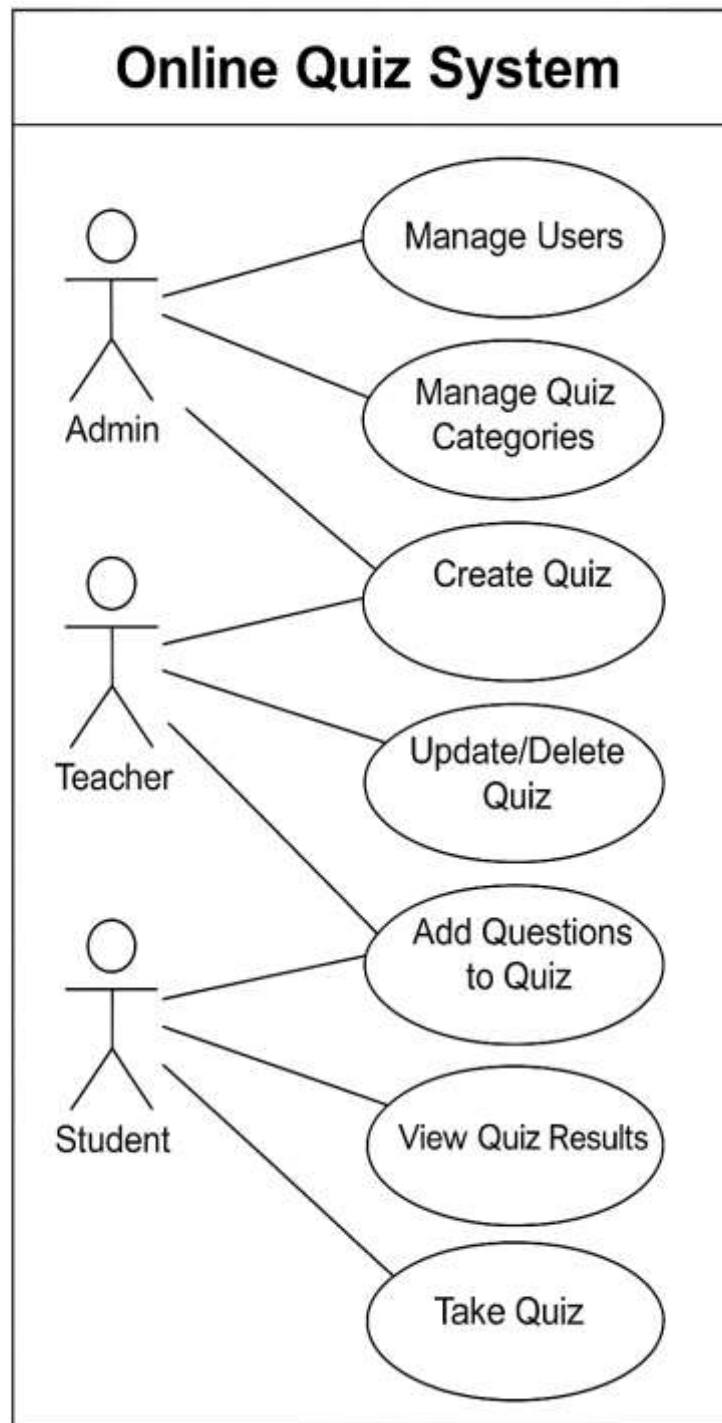 Online Quiz System
Manage Users
Admin
Manage Quiz
Categories
Create Quiz
Teacher
Update/Delete
Quiz
Add Questions
to Quiz
Student
View Quiz Results
Take Quiz